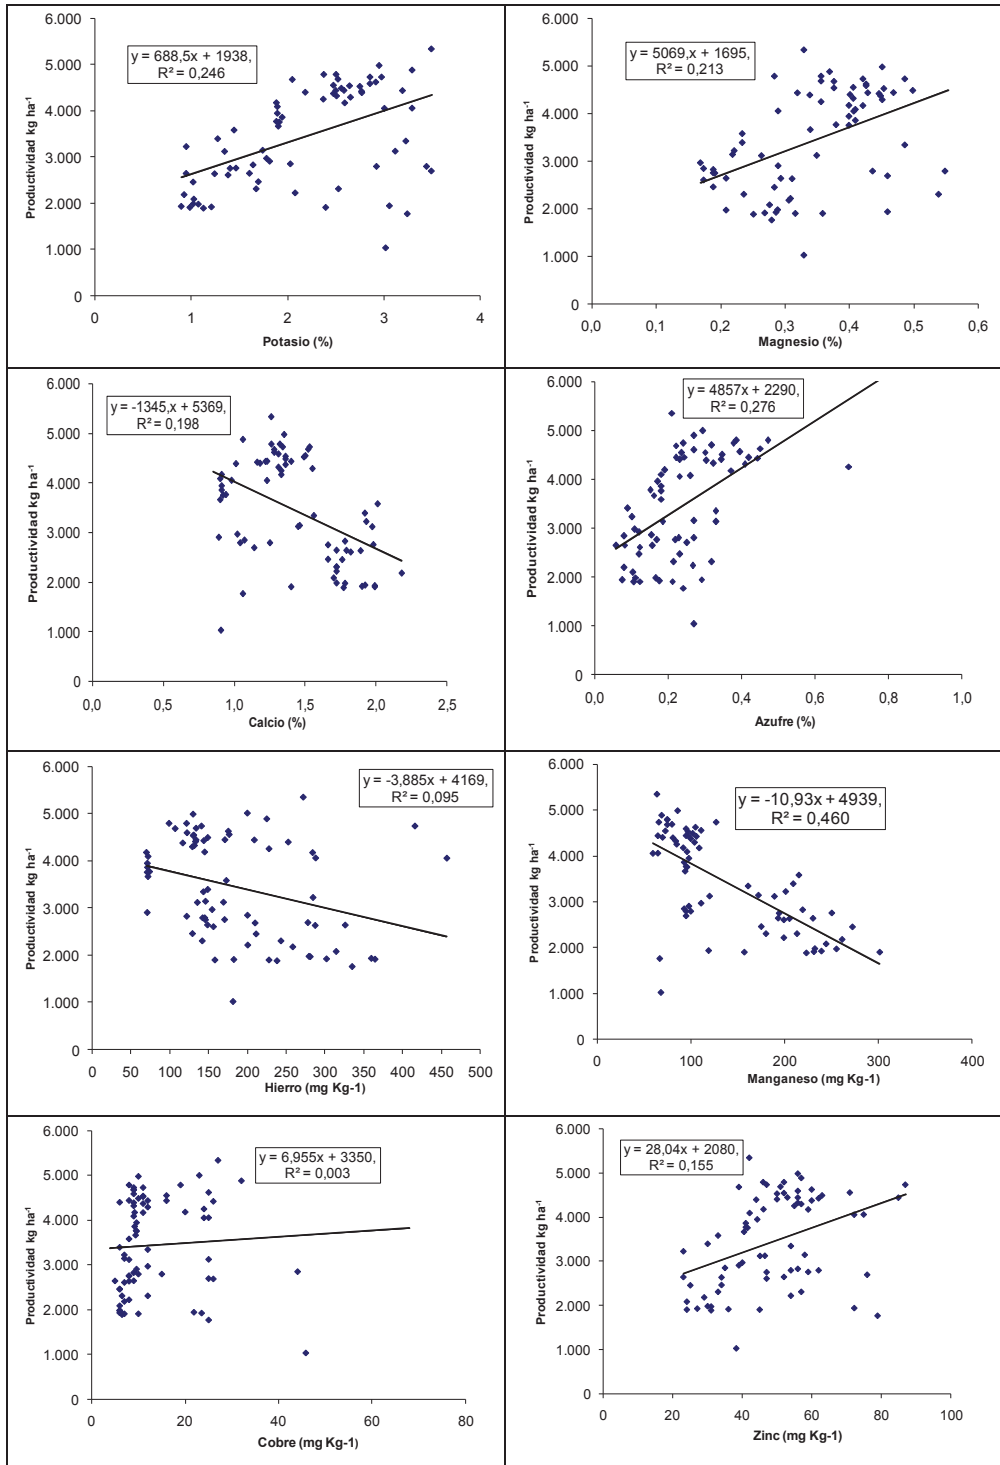 6.000
5.000
4.000
3.000
2.000
1.000
0
Productividad kg ha-1
y = 688,5x + 1938,
R² = 0,246
0 1 2 3 4
Potasio (%)
6.000
5.000
4.000
3.000
2.000
1.000
0
Productividad kg ha-1
y = 5069,x + 1695,
R² = 0,213
0,0 0,1 0,2 0,3 0,4 0,5 0,6
Magnesio (%)
6.000
5.000
4.000
3.000
2.000
1.000
0
Productividad kg ha-1
y = -1345,x + 5369,
R² = 0,198
0,0 0,5 1,0 1,5 2,0 2,5
Calcio (%)
6.000
5.000
4.000
3.000
2.000
1.000
0
Productividad kg ha-1
y = 4857x + 2290,
R² = 0,276
0,0 0,2 0,4 0,6 0,8 1,0
Azufre (%)
6.000
5.000
4.000
3.000
2.000
1.000
0
Productividad kg ha-1
y = -3,885x + 4169,
R² = 0,095
0 50 100 150 200 250 300 350 400 450 500
Hierro (mg Kg-1)
6.000
5.000
4.000
3.000
2.000
1.000
0
Productividad kg ha-1
y = -10,93x + 4939,
R² = 0,460
0 100 200 300 400
Manganeso (mg Kg-1)
6.000
5.000
4.000
3.000
2.000
1.000
0
Productividad kg ha-1
y = 6,955x + 3350,
R² = 0,003
0 20 40 60 80
Cobre (mg Kg-1)
6.000
5.000
4.000
3.000
2.000
1.000
0
Productividad kg ha-1
y = 28,04x + 2080,
R² = 0,155
0 20 40 60 80 100
Zinc (mg Kg-1)